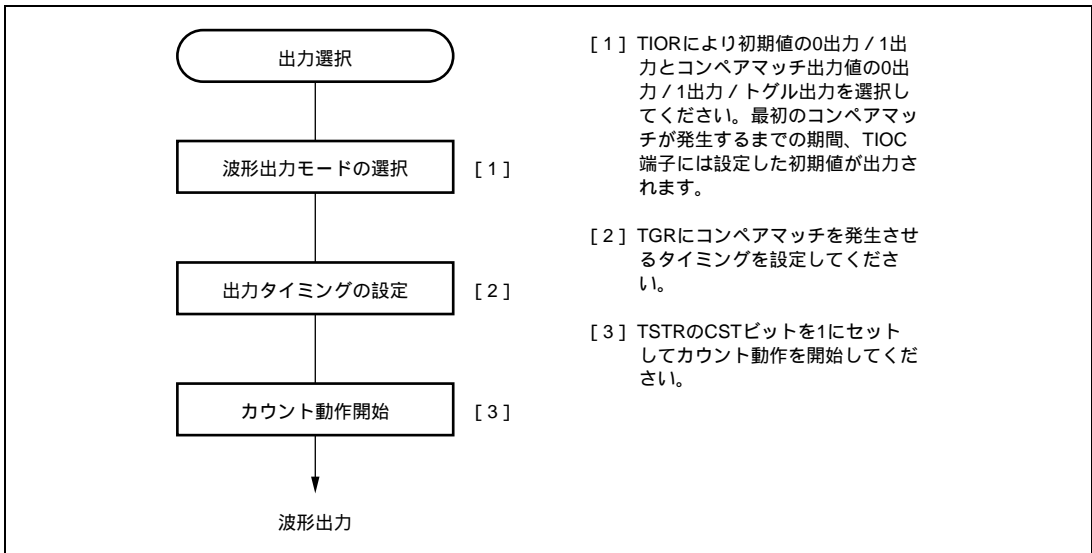 出力選択
波形出力モードの選択 [1]
出力タイミングの設定 [2]
カウント動作開始 [3]
波形出力
[1] TIORにより初期値の0出力 / 1出
力とコンペアマッチ出力値の0出
力 / 1出力 / トグル出力を選択し
てください。最初のコンペアマッ
チが発生するまでの期間、TIOC
端子には設定した初期値が出力さ
れます。
[2] TGRにコンペアマッチを発生させ
るタイミングを設定してくださ
い。
[3] TSTRのCSTビットを1にセット
してカウント動作を開始してくだ
さい。